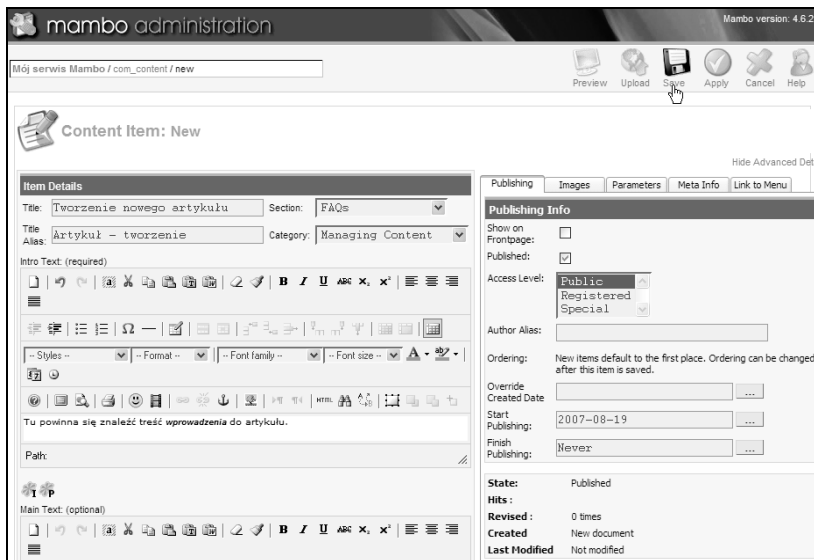 mambo administration
Mambo version: 4.6.2
Mój serwis Mambo / com_content / new
Preview Upload Save Apply Cancel Help
Content Item: New
Hide Advanced Det
Item Details
Title: Tworzenie nowego artykułu Section: FAQs
Title Alias: Artykuł – tworzenie Category: Managing Content
Intro Text: (required)
B I U ABC x, x²
-- Styles -- -- Format -- -- Font family -- -- Font size -- A ab
HTML
Tu powinna się znaleźć treść wprowadzenia do artykułu.
Path:
I P
Main Text: (optional)
B I U ABC x, x²
Publishing Images Parameters Meta Info Link to Menu
Publishing Info
Show on
Frontpage:
Published:
Access Level: Public
Registered
Special
Author Alias:
Ordering: New items default to the first place. Ordering can be changed
after this item is saved.
Override
Created Date ...
Start
Publishing: 2007-08-19 ...
Finish
Publishing: Never ...
State: Published
Hits :
Revised : 0 times
Created New document
Last Modified Not modified